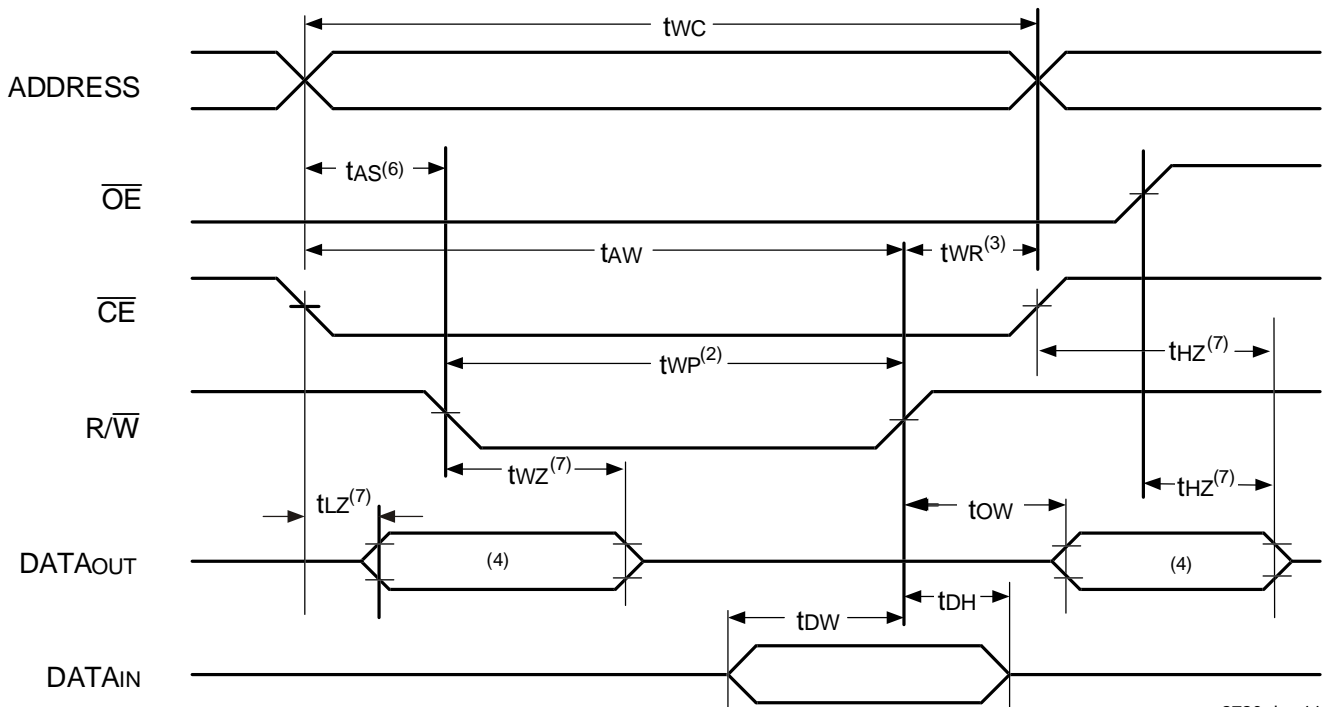 tWC
ADDRESS
tAS(6)
OE
tAW
tWR(3)
CE
tWP(2)
tHZ(7)
R/W
tWZ(7)
tHZ(7)
tLZ(7)
tOW
DATAOUT
(4)
(4)
tDH
tDW
DATAIN